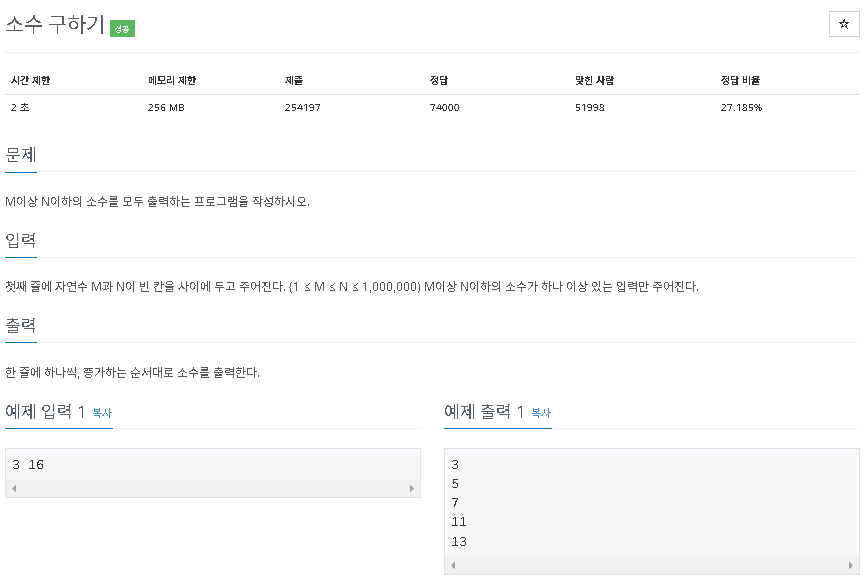 소수 구하기 성공
☆
시간 제한 메모리 제한 제출 정답 맞힌 사람 정답 비율
2 초 256 MB 254197 74000 51998 27.185%
문제
M이상 N이하의 소수를 모두 출력하는 프로그램을 작성하시오.
입력
첫째 줄에 자연수 M과 N이 빈 칸을 사이에 두고 주어진다. (1 ≤ M ≤ N ≤ 1,000,000) M이상 N이하의 소수가 하나 이상 있는 입력만 주어진다.
출력
한 줄에 하나씩, 증가하는 순서대로 소수를 출력한다.
예제 입력 1 복사
3 16
예제 출력 1 복사
3
5
7
11
13